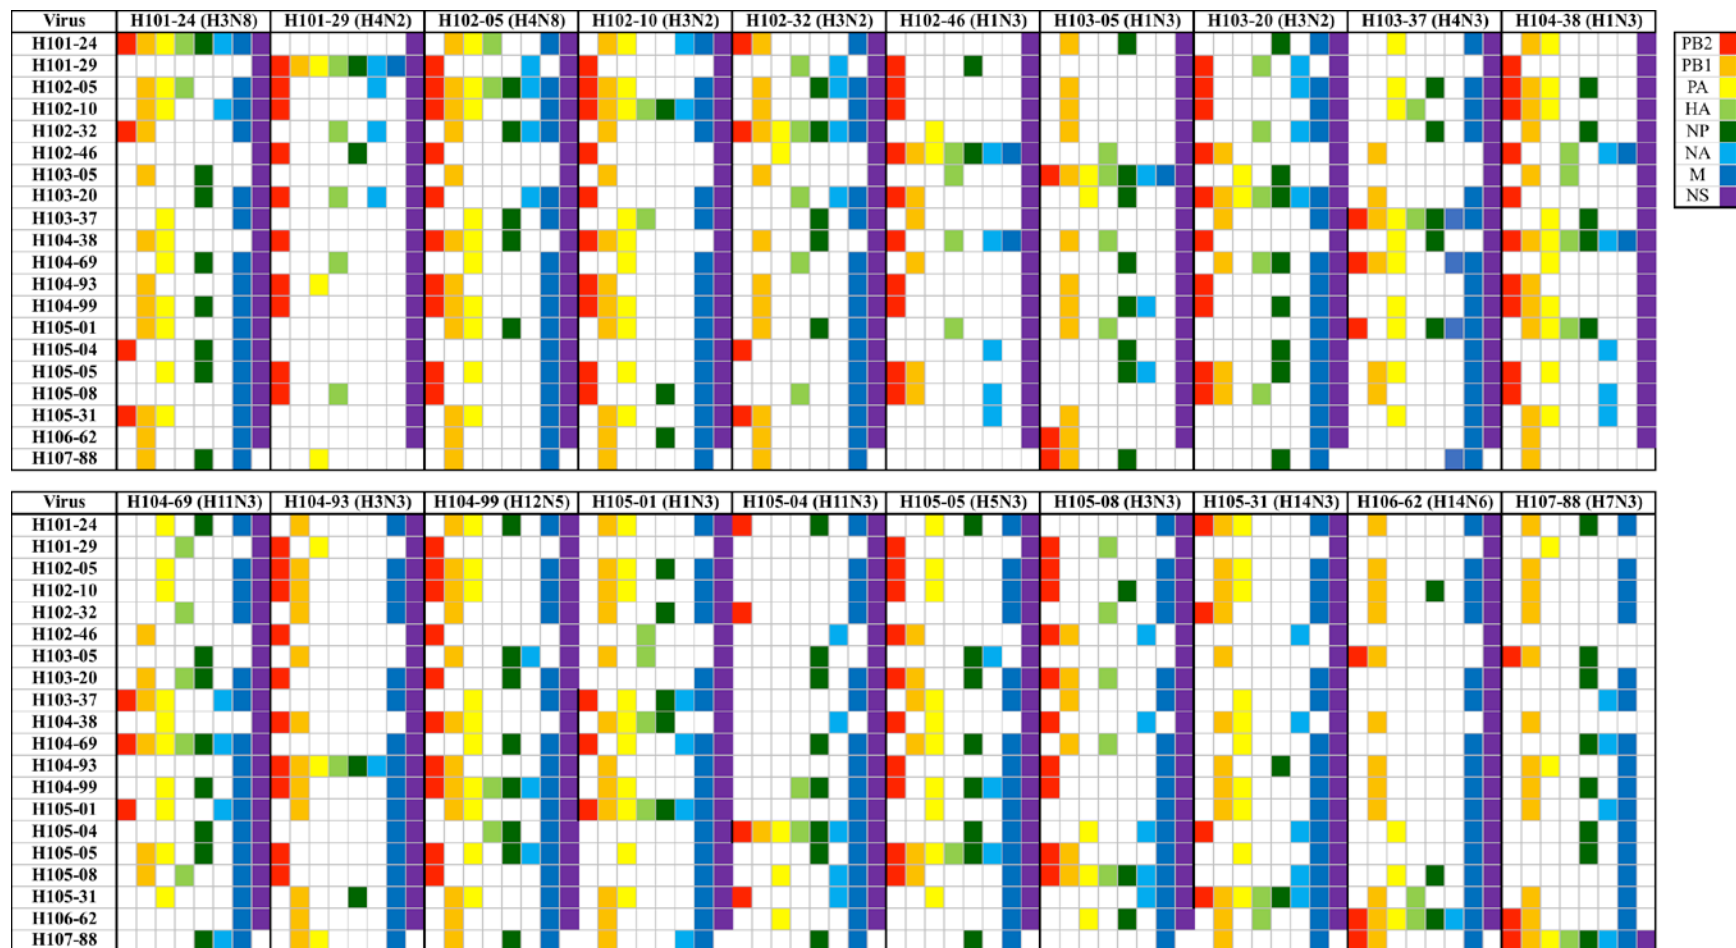 Virus H101-24 (H3N8) H101-29 (H4N2) H102-05 (H4N8) H102-10 (H3N2) H102-32 (H3N2) H102-46 (H1N3) H103-05 (H1N3) H103-20 (H3N2) H103-37 (H4N3) H104-38 (H1N3)
H101-24
H101-29
H102-05
H102-10
H102-32
H102-46
H103-05
H103-20
H103-37
H104-38
H104-69
H104-93
H104-99
H105-01
H105-04
H105-05
H105-08
H105-31
H106-62
H107-88
PB2
PB1
PA
HA
NP
NA
M
NS
Virus H104-69 (H11N3) H104-93 (H3N3) H104-99 (H12N5) H105-01 (H1N3) H105-04 (H11N3) H105-05 (H5N3) H105-08 (H3N3) H105-31 (H14N3) H106-62 (H14N6) H107-88 (H7N3)
H101-24
H101-29
H102-05
H102-10
H102-32
H102-46
H103-05
H103-20
H103-37
H104-38
H104-69
H104-93
H104-99
H105-01
H105-04
H105-05
H105-08
H105-31
H106-62
H107-88